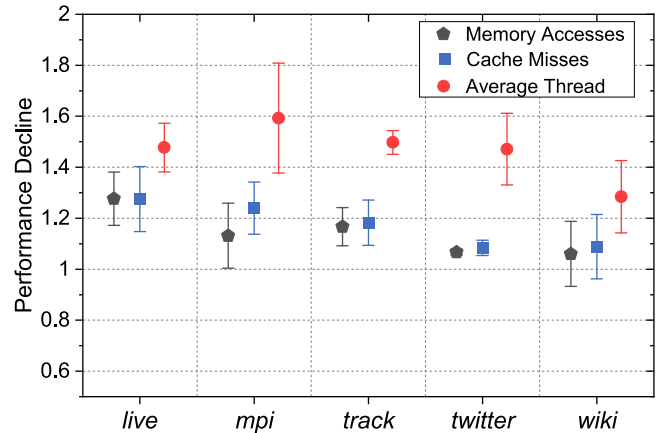 Performance Decline
2
1.8
1.6
1.4
1.2
1
0.8
0.6
Memory Accesses
Cache Misses
Average Thread
live mpi track twitter wiki